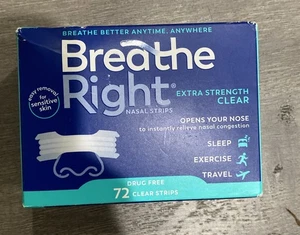 BREATHE BETTER ANYTIME, ANYWHERE
Breathe
Right®
NASAL STRIPS
easy removal
for
sensitive
skin
EXTRA STRENGTH
CLEAR
OPENS YOUR NOSE
to instantly relieve nasal congestion
SLEEP
EXERCISE
TRAVEL
DRUG FREE
72 CLEAR STRIPS